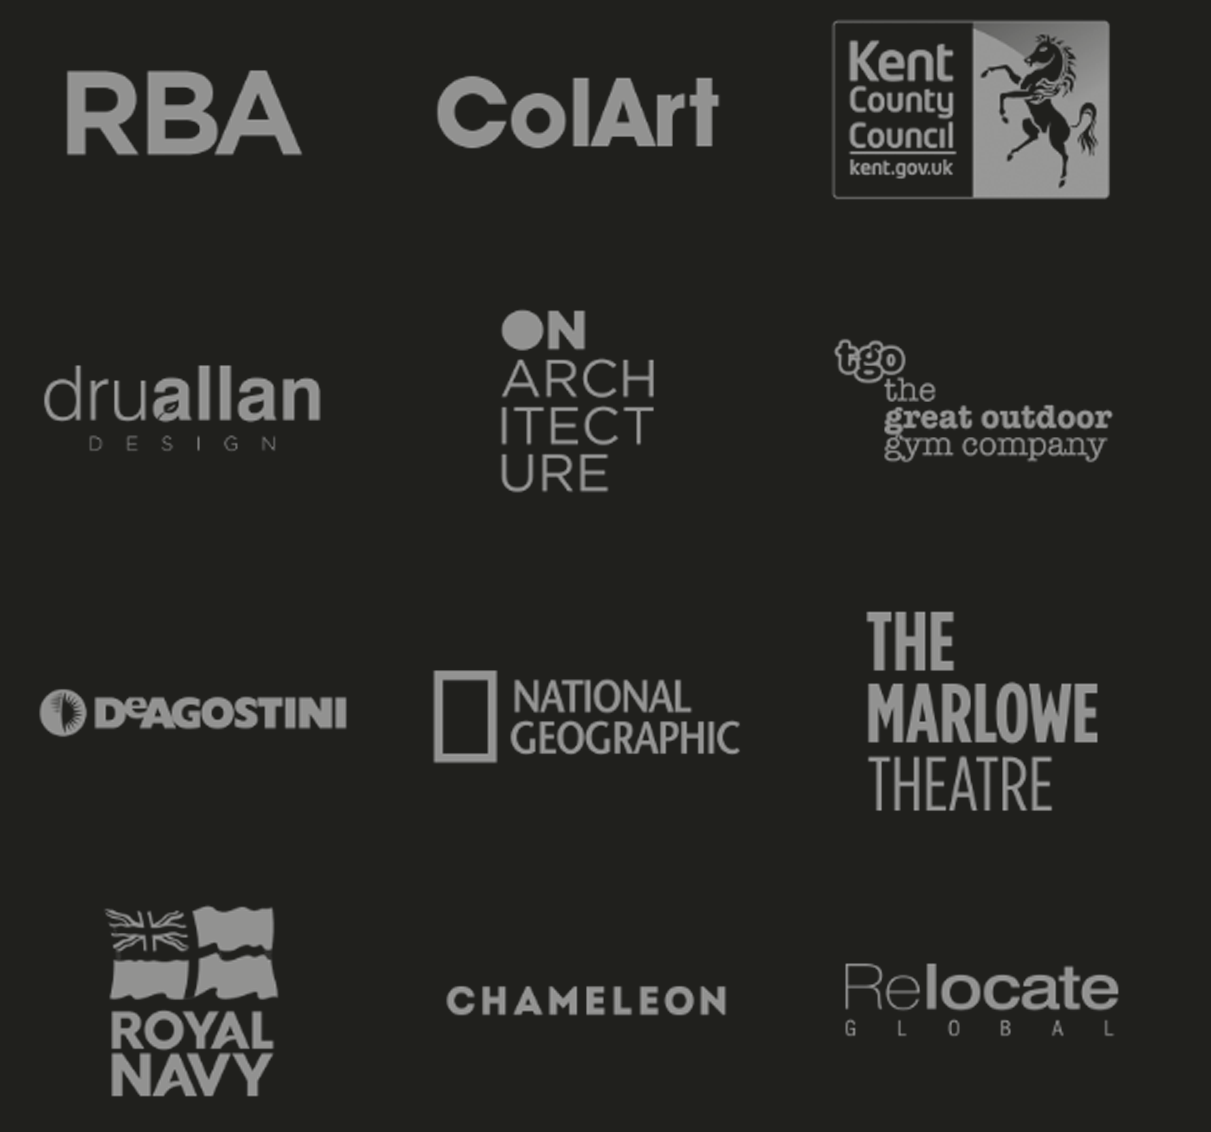 RBA
ColArt
Kent
County
Council
kent.gov.uk
druallan
DESIGN
ON
ARCH
ITECT
URE
tgo
the
great outdoor
gym company
DeAGOSTINI
NATIONAL
GEOGRAPHIC
THE
MARLOWE
THEATRE
ROYAL
NAVY
CHAMELEON
Relocate
GLOBAL